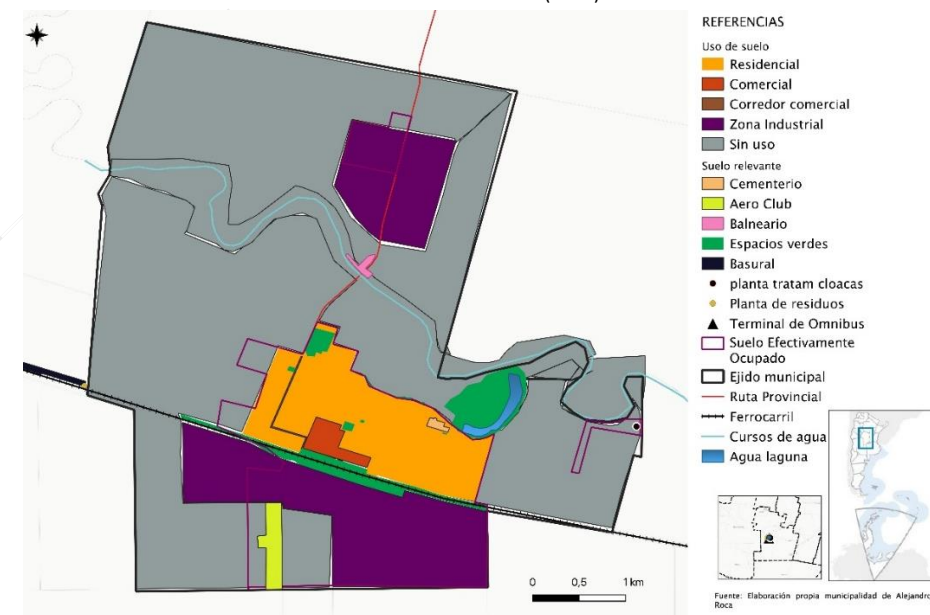 REFERENCIAS
Uso de suelo
Residencial
Comercial
Corredor comercial
Zona Industrial
Sin uso
Suelo relevante
Cementerio
Aero Club
Balneario
Espacios verdes
Basural
planta tratam cloacas
Planta de residuos
Terminal de Omnibus
Suelo Efectivamente
Ocupado
Ejido municipal
Ruta Provincial
Ferrocarril
Cursos de agua
Agua laguna
0 0,5 1 km
Fuente: Elaboración propia municipalidad de Alejandro
Roca